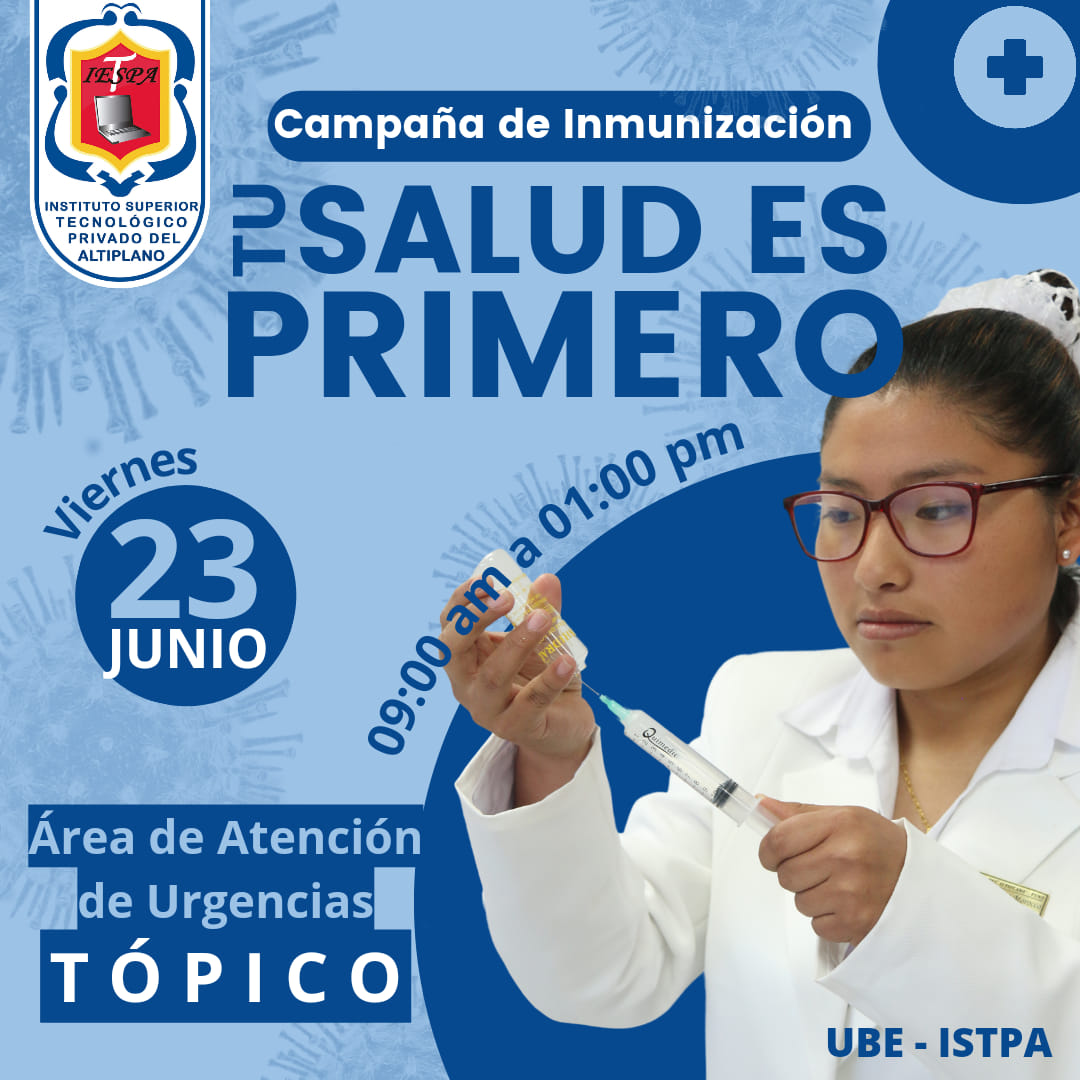 IESPA
T
INSTITUTO SUPERIOR
TECNOLÓGICO
PRIVADO DEL
ALTIPLANO
Campaña de Inmunización
TU SALUD ES
PRIMERO
Viernes
23
JUNIO
09:00 am a 01:00 pm
Quimedic
Área de Atención
de Urgencias
TÓPICO
UBE - ISTPA